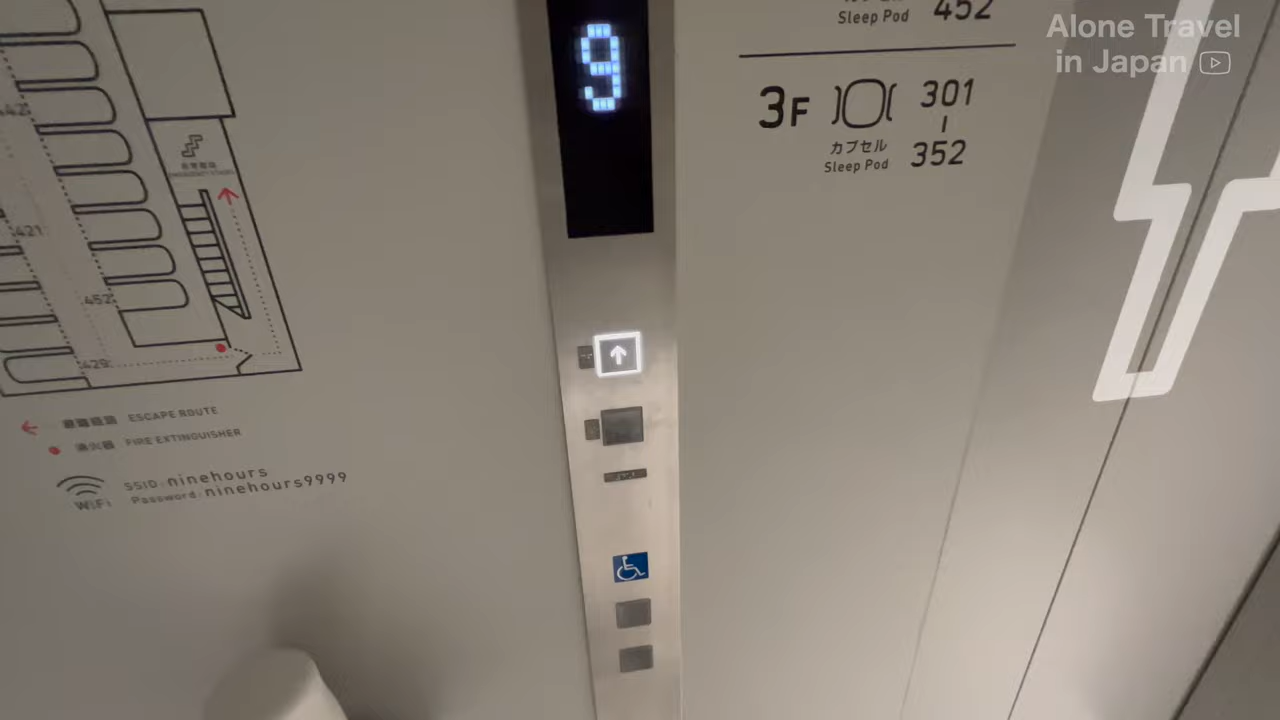 Alone Travel
in Japan
9
Sleep Pod 452
3F
301
352
カプセル
Sleep Pod
421
452
429
ESCAPE ROUTE
FIRE EXTINGUISHER
SSID:ninehours
Password:ninehours9999
WiFi